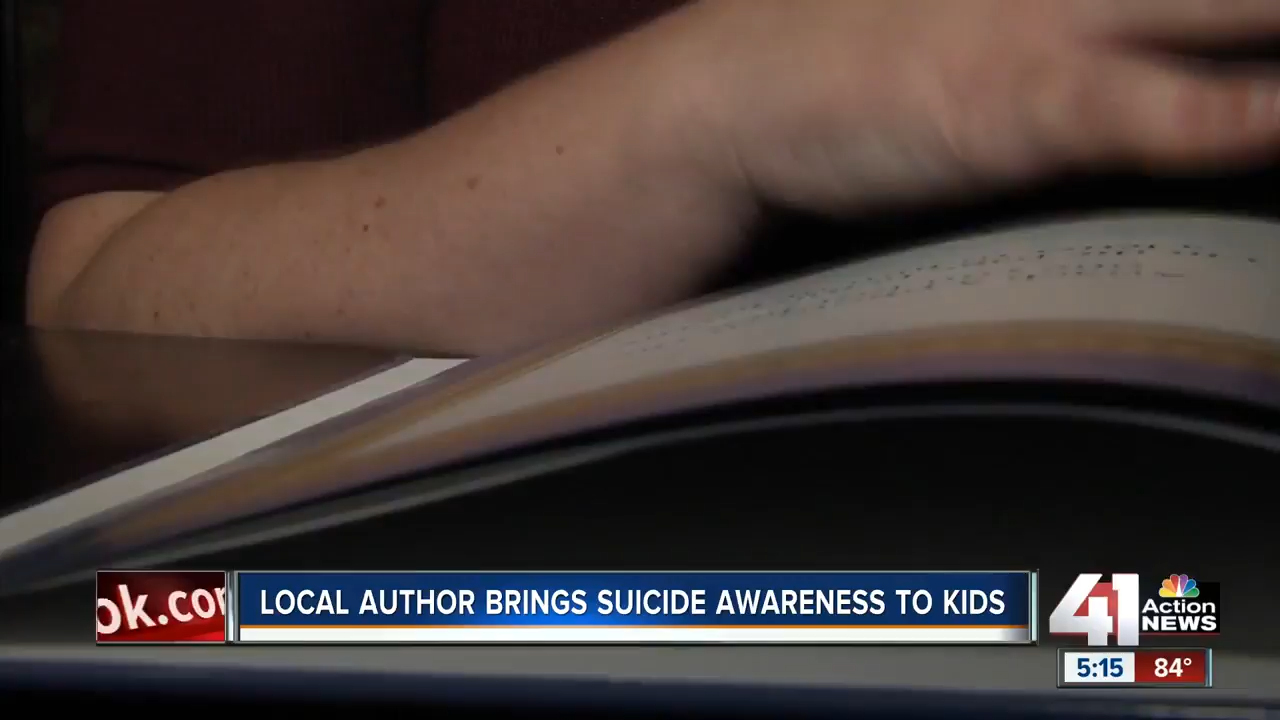 ok.co
LOCAL AUTHOR BRINGS SUICIDE AWARENESS TO KIDS
41
Action
NEWS
5:15
84°